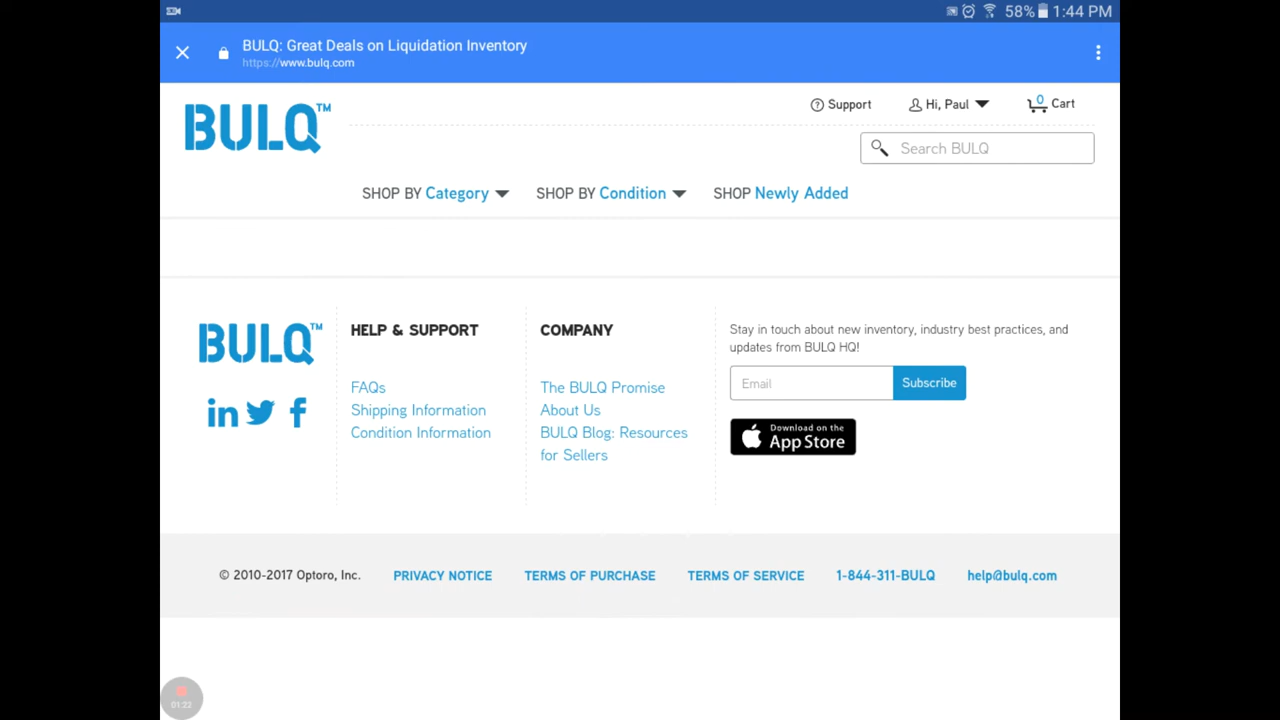 58% 1:44 PM
BULQ: Great Deals on Liquidation Inventory
https://www.bulq.com
BULQ™
Support
Hi, Paul
0 Cart
Search BULQ
SHOP BY Category
SHOP BY Condition
SHOP Newly Added
BULQ™
in
f
HELP & SUPPORT
FAQs
Shipping Information
Condition Information
COMPANY
The BULQ Promise
About Us
BULQ Blog: Resources
for Sellers
Stay in touch about new inventory, industry best practices, and
updates from BULQ HQ!
Email
Subscribe
Download on the
App Store
© 2010-2017 Optoro, Inc.
PRIVACY NOTICE
TERMS OF PURCHASE
TERMS OF SERVICE
1-844-311-BULQ
help@bulq.com
01:22